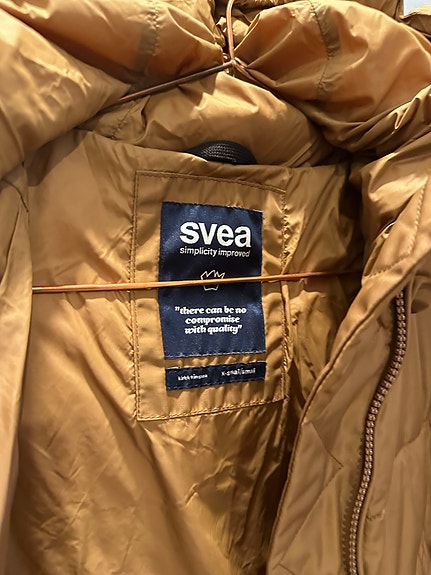 svea
simplicity improved
"there can be no
compromise
with quality"
x-small/small